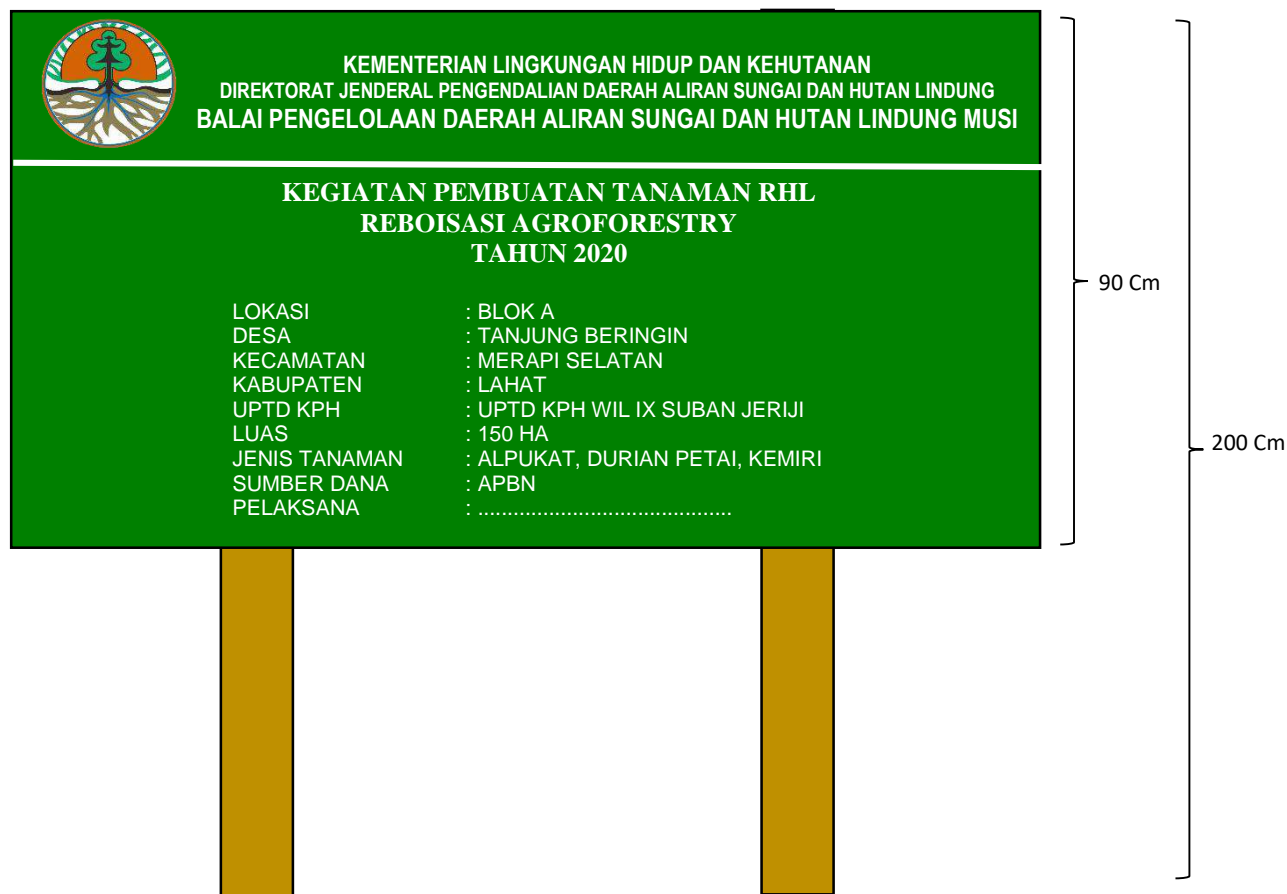 KEMENTERIAN LINGKUNGAN HIDUP DAN KEHUTANAN
DIREKTORAT JENDERAL PENGENDALIAN DAERAH ALIRAN SUNGAI DAN HUTAN LINDUNG
BALAI PENGELOLAAN DAERAH ALIRAN SUNGAI DAN HUTAN LINDUNG MUSI
KEGIATAN PEMBUATAN TANAMAN RHL
REBOISASI AGROFORESTRY
TAHUN 2020
LOKASI : BLOK A
DESA : TANJUNG BERINGIN
KECAMATAN : MERAPI SELATAN
KABUPATEN : LAHAT
UPTD KPH : UPTD KPH WIL IX SUBAN JERIJI
LUAS : 150 HA
JENIS TANAMAN : ALPUKAT, DURIAN PETAI, KEMIRI
SUMBER DANA : APBN
PELAKSANA : ...........................................
90 Cm
200 Cm